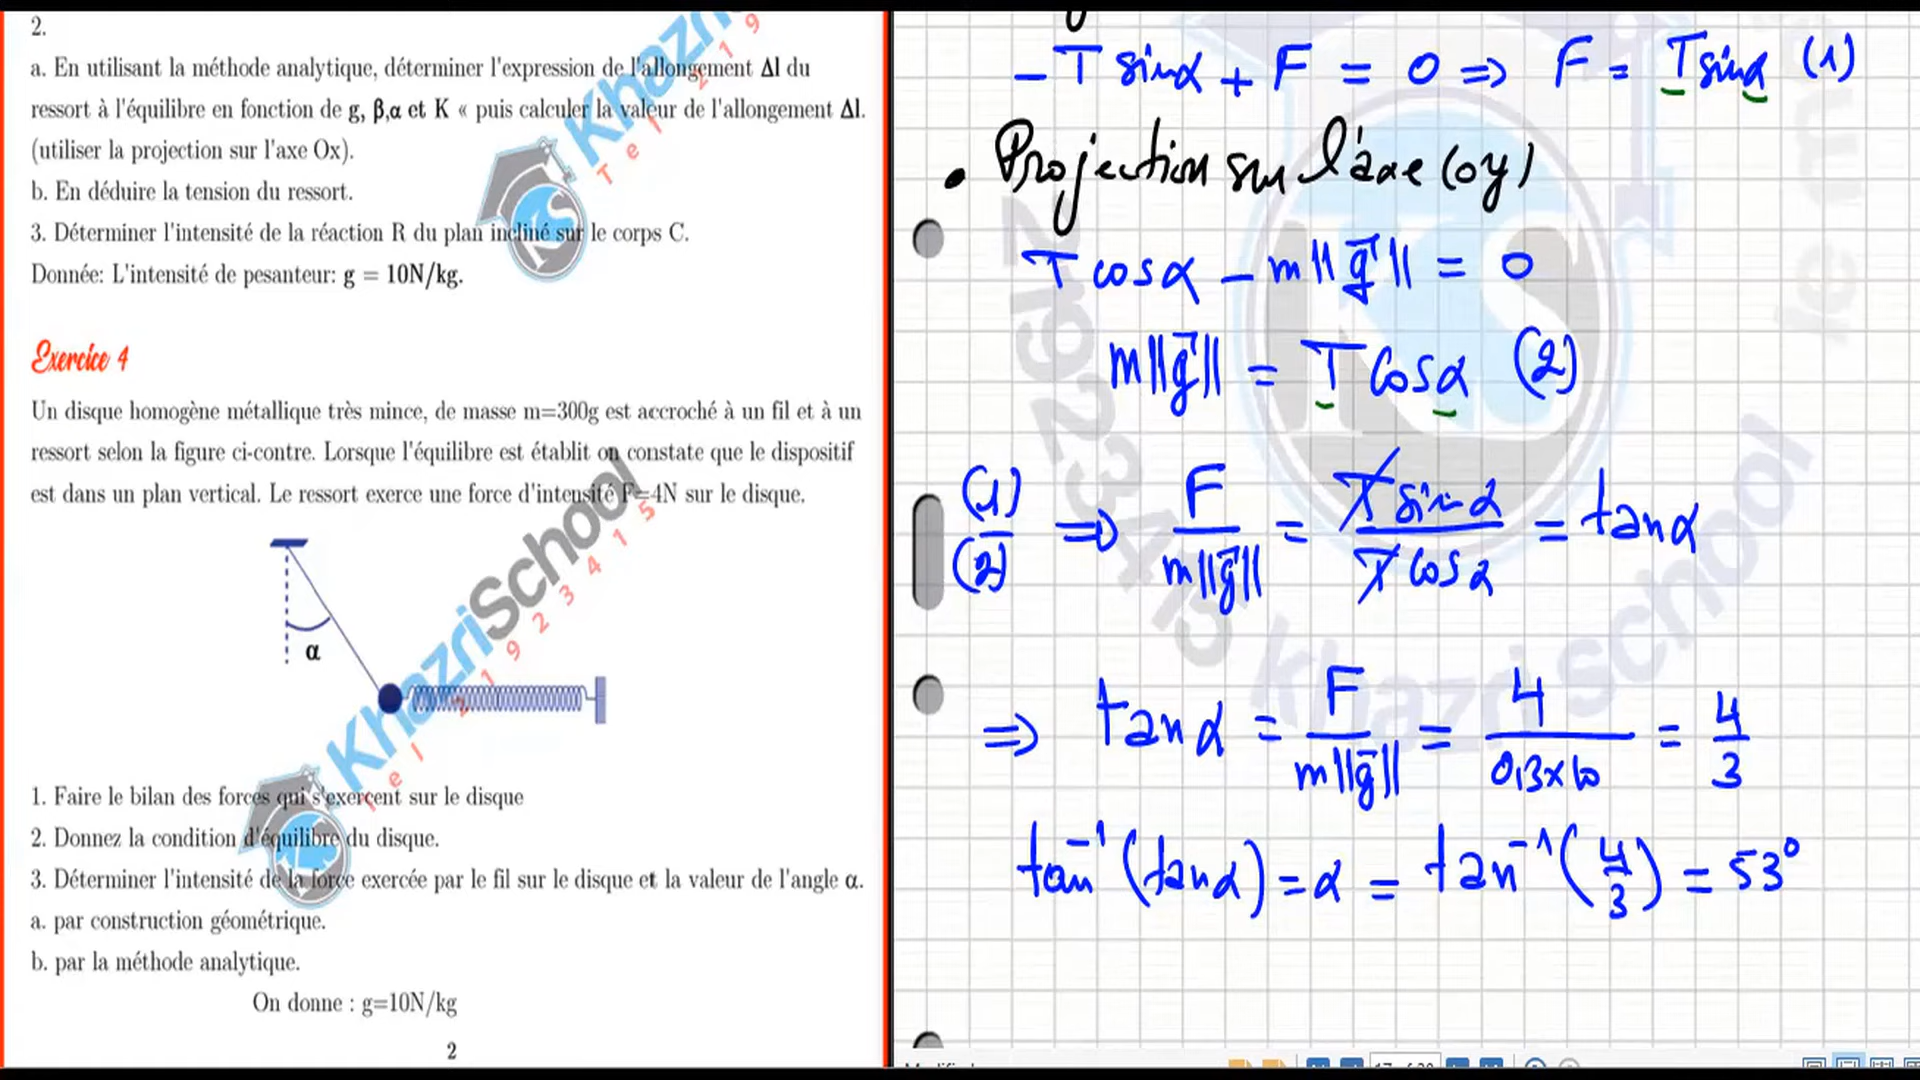 2.
a. En utilisant la méthode analytique, déterminer l'expression de l'allongement Δl du
ressort à l'équilibre en fonction de g, β,α et K « puis calculer la valeur de l'allongement Δl.
(utiliser la projection sur l'axe Ox).
b. En déduire la tension du ressort.
3. Déterminer l'intensité de la réaction R du plan incliné sur le corps C.
Donnée: L'intensité de pesanteur: g = 10N/kg.
Exercice 4
Un disque homogène métallique très mince, de masse m=300g est accroché à un fil et à un
ressort selon la figure ci-contre. Lorsque l'équilibre est établit on constate que le dispositif
est dans un plan vertical. Le ressort exerce une force d'intensité F=4N sur le disque.
α
KhazriSchool
1. Faire le bilan des forces qui s'exercent sur le disque
2. Donnez la condition d'équilibre du disque.
3. Déterminer l'intensité de la force exercée par le fil sur le disque et la valeur de l'angle α.
a. par construction géométrique.
b. par la méthode analytique.
On donne : g=10N/kg
2
- T sinα + F = 0 ⇒ F = T sinα (1)
• Projection sur l'axe (oy)
T cosα - m||g⃗|| = 0
m||g⃗|| = T cosα (2)
(1)/(2) ⇒ F/m||g⃗|| = T sinα/T cosα = tanα
⇒ tanα = F/m||g⃗|| = 4/0,3×10 = 4/3
tan⁻¹(tanα) = α = tan⁻¹(4/3) = 53°
khazrischool